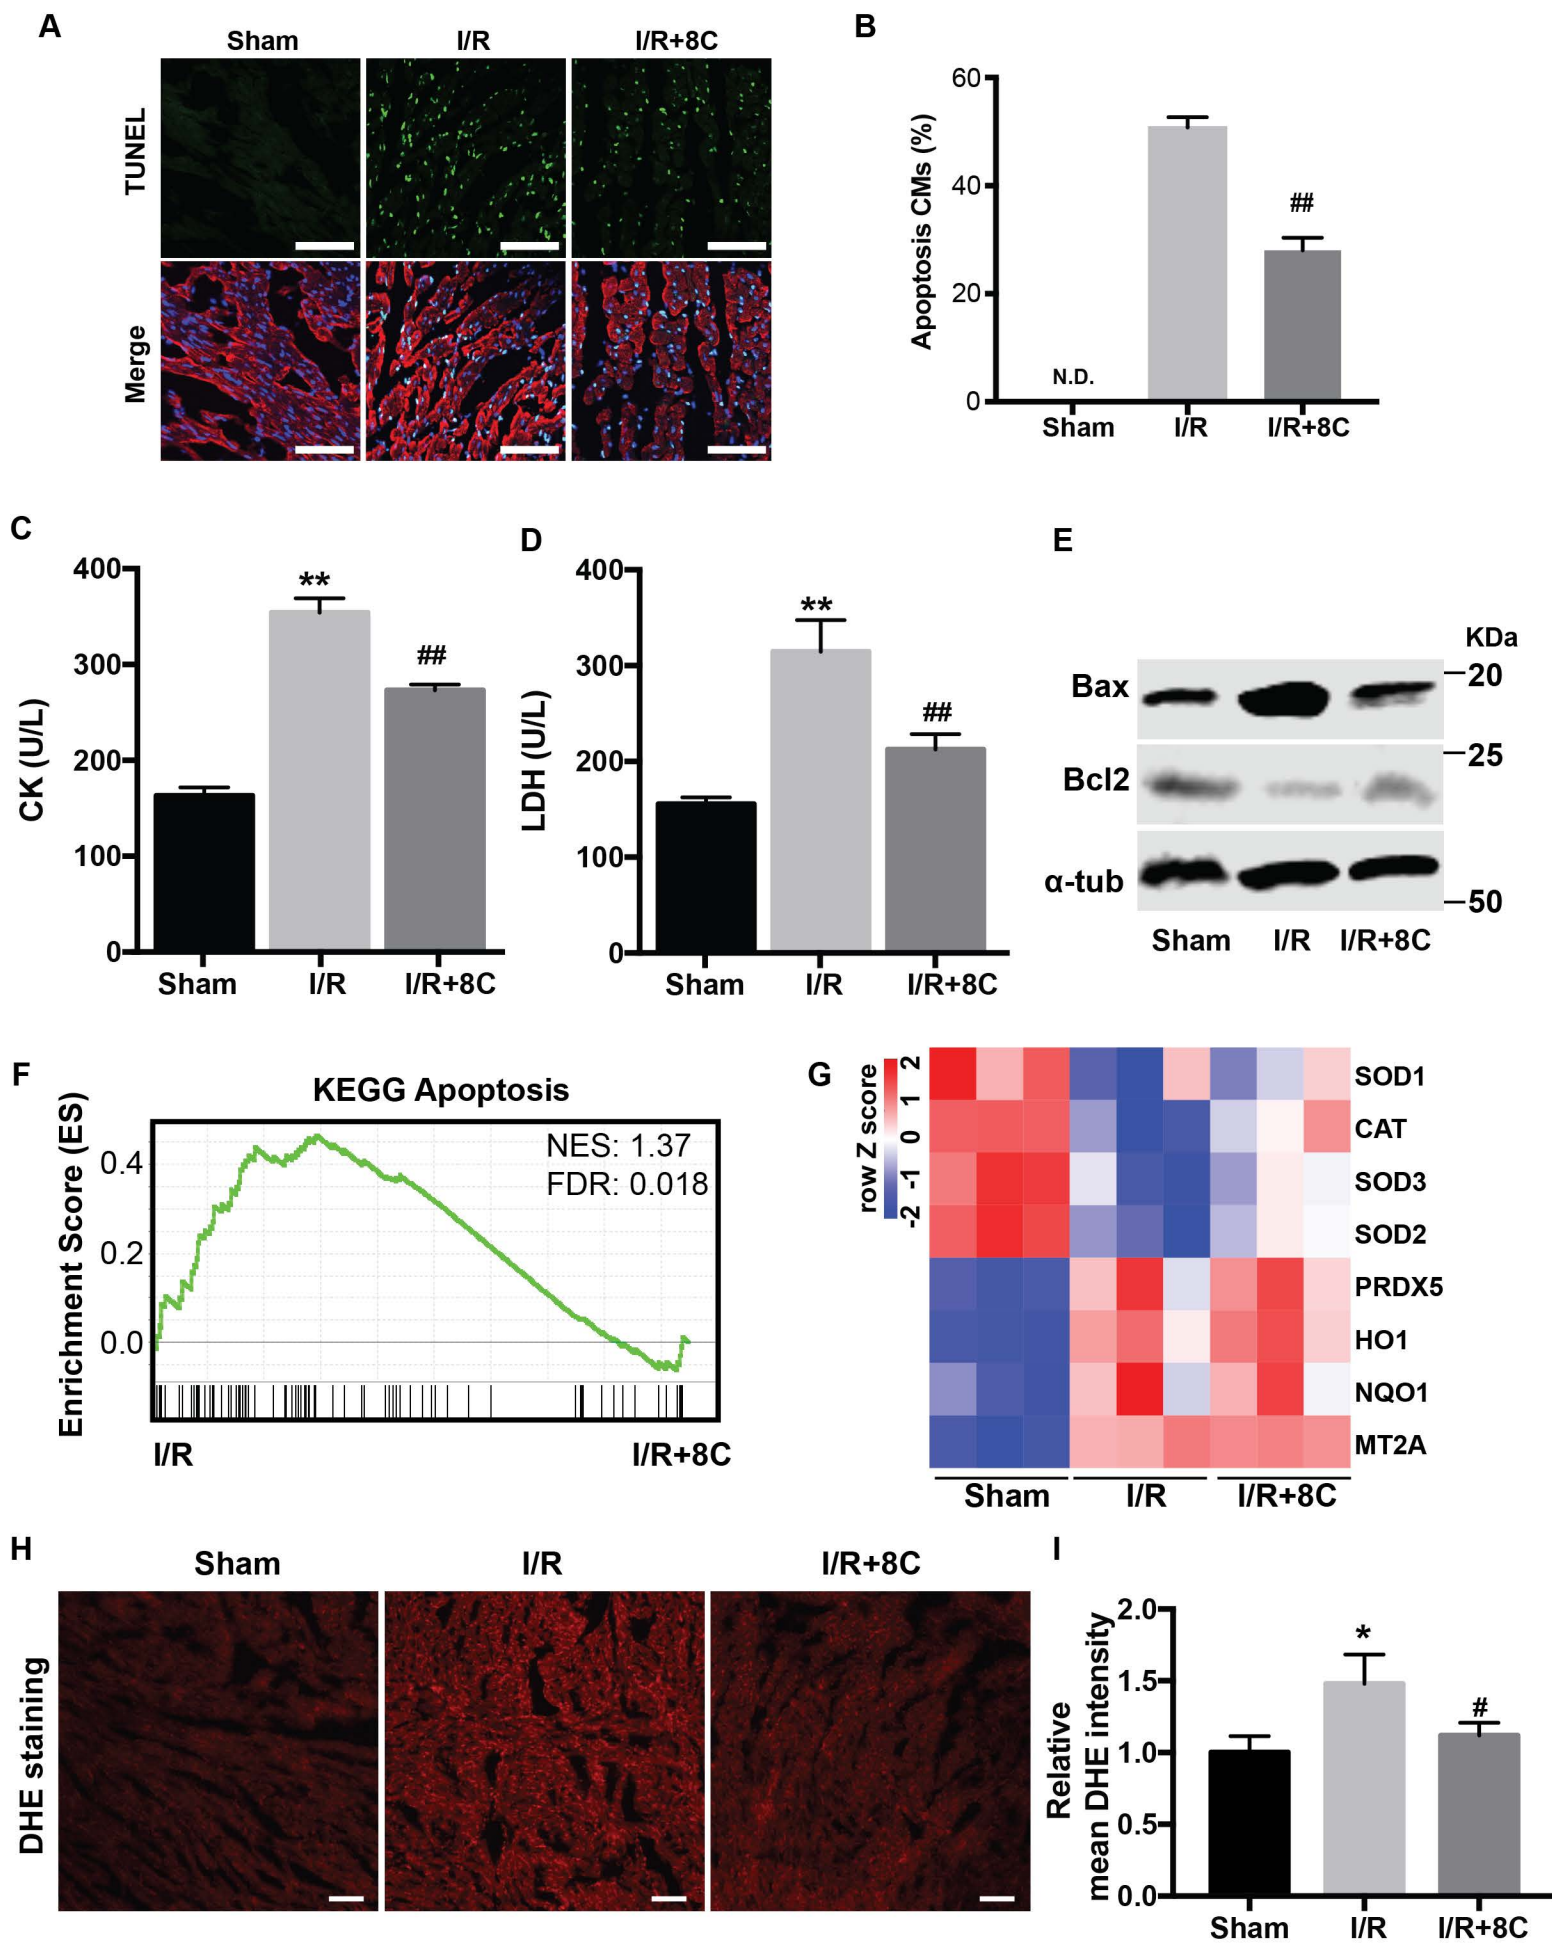 A
Sham I/R I/R+8C
TUNEL
Merge
B
Apoptosis CMs (%)
60
40
20
0
N.D.
##
Sham I/R I/R+8C
C
CK (U/L)
400
300
200
100
0
**
##
Sham I/R I/R+8C
D
LDH (U/L)
400
300
200
100
0
**
##
Sham I/R I/R+8C
E
KDa
Bax
20
25
Bcl2
α-tub
50
Sham I/R I/R+8C
F
KEGG Apoptosis
Enrichment Score (ES)
NES: 1.37
FDR: 0.018
0.4
0.2
0.0
I/R I/R+8C
G
row Z score
2
1
0
-1
-2
SOD1
CAT
SOD3
SOD2
PRDX5
HO1
NQO1
MT2A
Sham I/R I/R+8C
H
Sham I/R I/R+8C
DHE staining
I
Relative
mean DHE intensity
2.0
1.5
1.0
0.5
0.0
*
#
Sham I/R I/R+8C